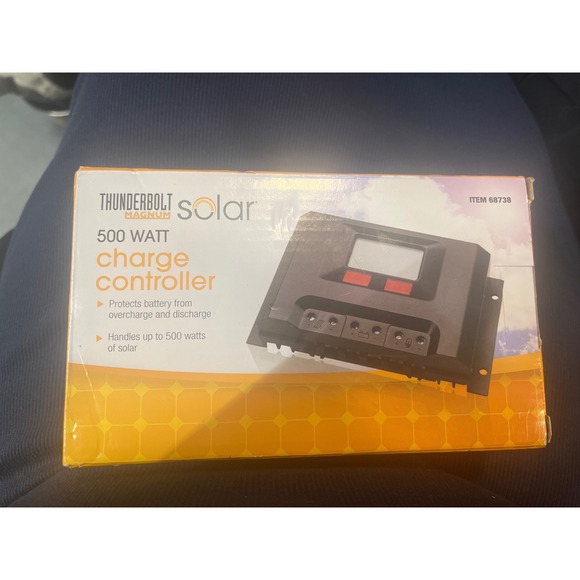 THUNDERBOLT
MAGNUM
solar
ITEM 68738
500 WATT
charge
controller
Protects battery from
overcharge and discharge
Handles up to 500 watts
of solar